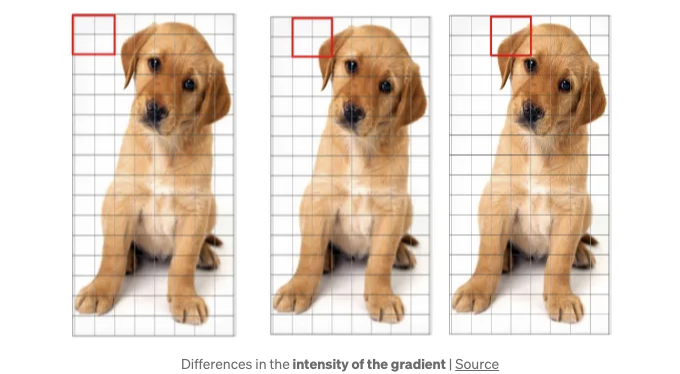 Differences in the intensity of the gradient | Source